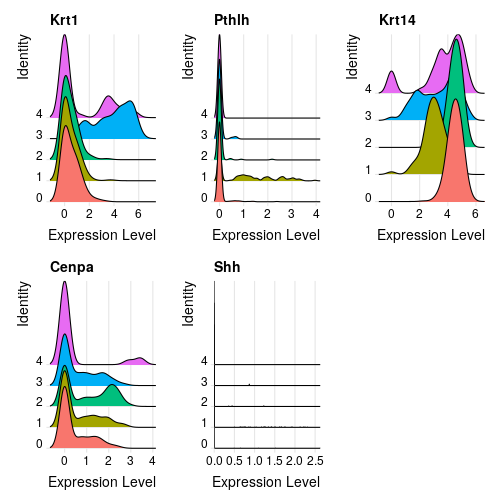 Krt1
Identity
4
3
2
1
0
0 2 4 6
Expression Level
Pthlh
Identity
4
3
2
1
0
0 1 2 3 4
Expression Level
Krt14
Identity
4
3
2
1
0
0 2 4 6
Expression Level
Cenpa
Identity
4
3
2
1
0
0 1 2 3 4
Expression Level
Shh
Identity
4
3
2
1
0
0.0 0.5 1.0 1.5 2.0 2.5
Expression Level